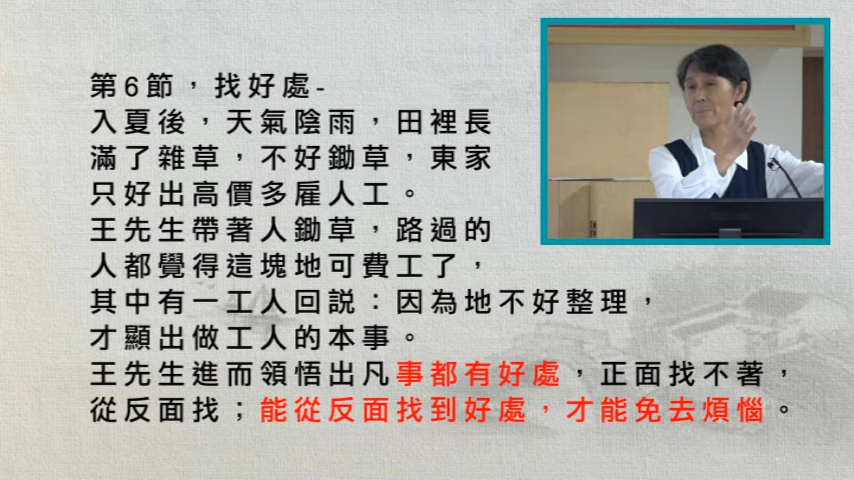 第6節，找好處-
入夏後，天氣陰雨，田裡長
滿了雜草，不好鋤草，東家
只好出高價多雇人工。
王先生帶著人鋤草，路過的
人都覺得這塊地可費工了，
其中有一工人回說：因為地不好整理，
才顯出做工人的本事。
王先生進而領悟出凡事都有好處，正面找不著，
從反面找；能從反面找到好處，才能免去煩惱。